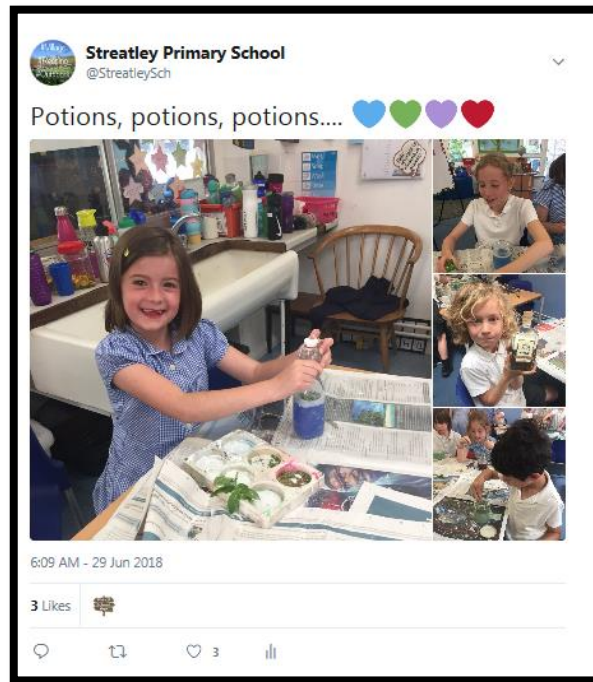 Streatley Primary School
@StreatleySch
Potions, potions, potions....
6:09 AM - 29 Jun 2018
3 Likes
3